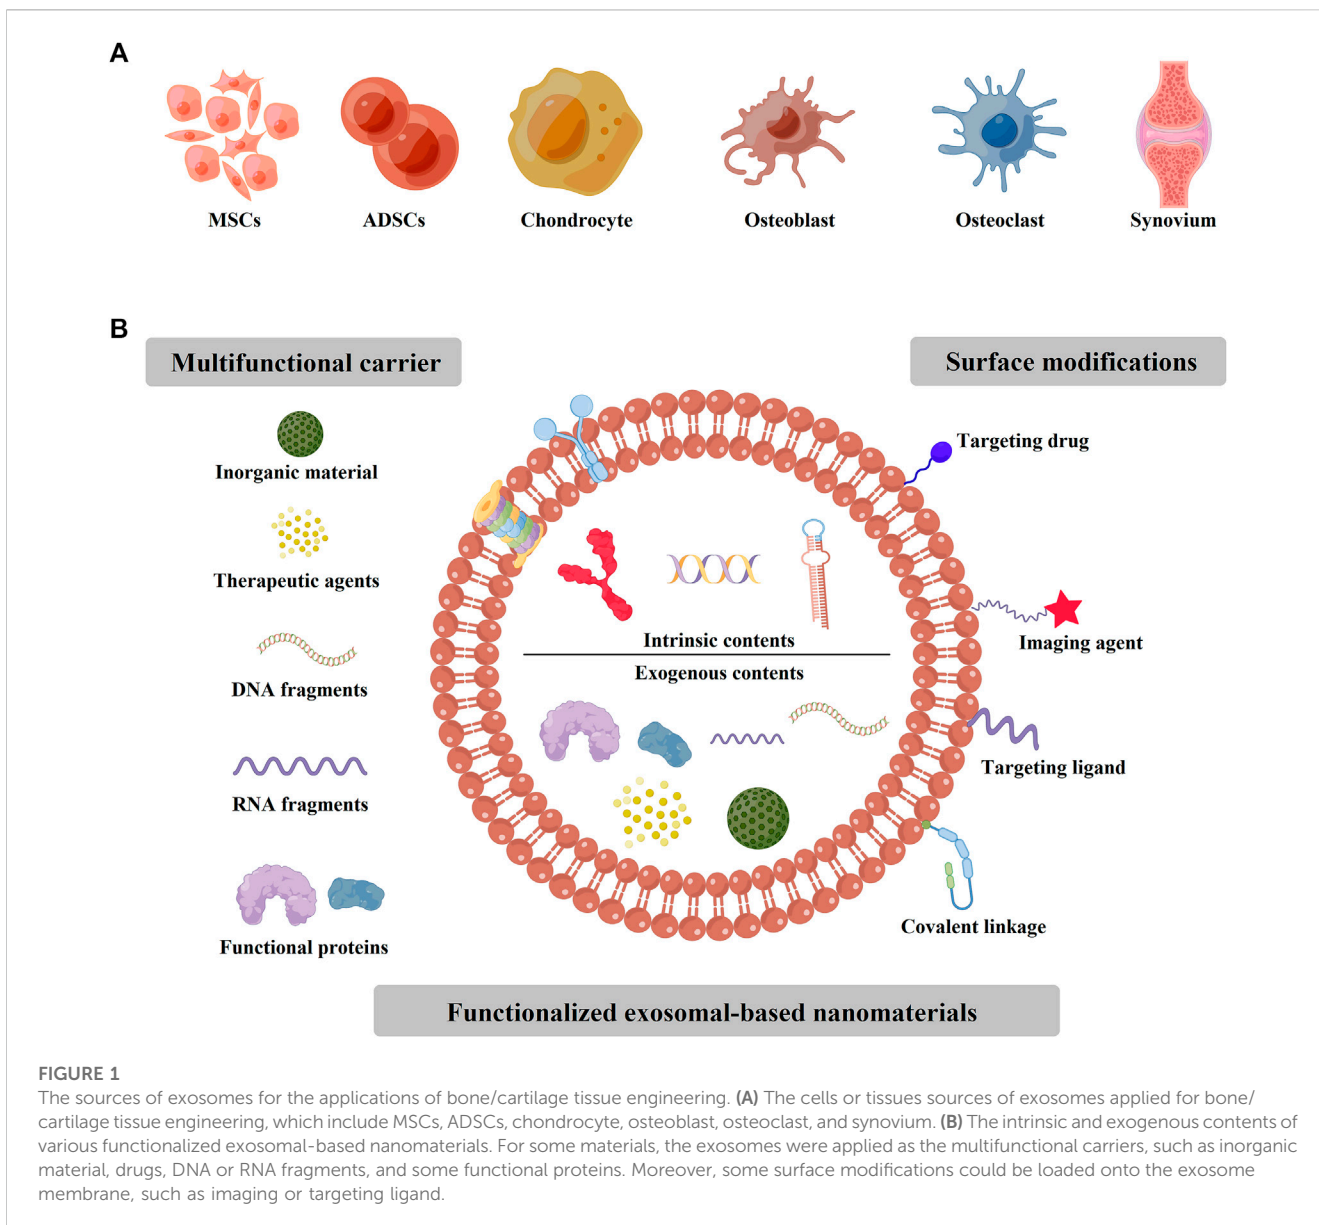 A
MSCs
ADSCs
Chondrocyte
Osteoblast
Osteoclast
Synovium
B
Multifunctional carrier
Surface modifications
Inorganic material
Therapeutic agents
DNA fragments
RNA fragments
Functional proteins
Intrinsic contents
Exogenous contents
Targeting drug
Imaging agent
Targeting ligand
Covalent linkage
Functionalized exosomal-based nanomaterials
FIGURE 1
The sources of exosomes for the applications of bone/cartilage tissue engineering. (A) The cells or tissues sources of exosomes applied for bone/
cartilage tissue engineering, which include MSCs, ADSCs, chondrocyte, osteoblast, osteoclast, and synovium. (B) The intrinsic and exogenous contents of
various functionalized exosomal-based nanomaterials. For some materials, the exosomes were applied as the multifunctional carriers, such as inorganic
material, drugs, DNA or RNA fragments, and some functional proteins. Moreover, some surface modifications could be loaded onto the exosome
membrane, such as imaging or targeting ligand.